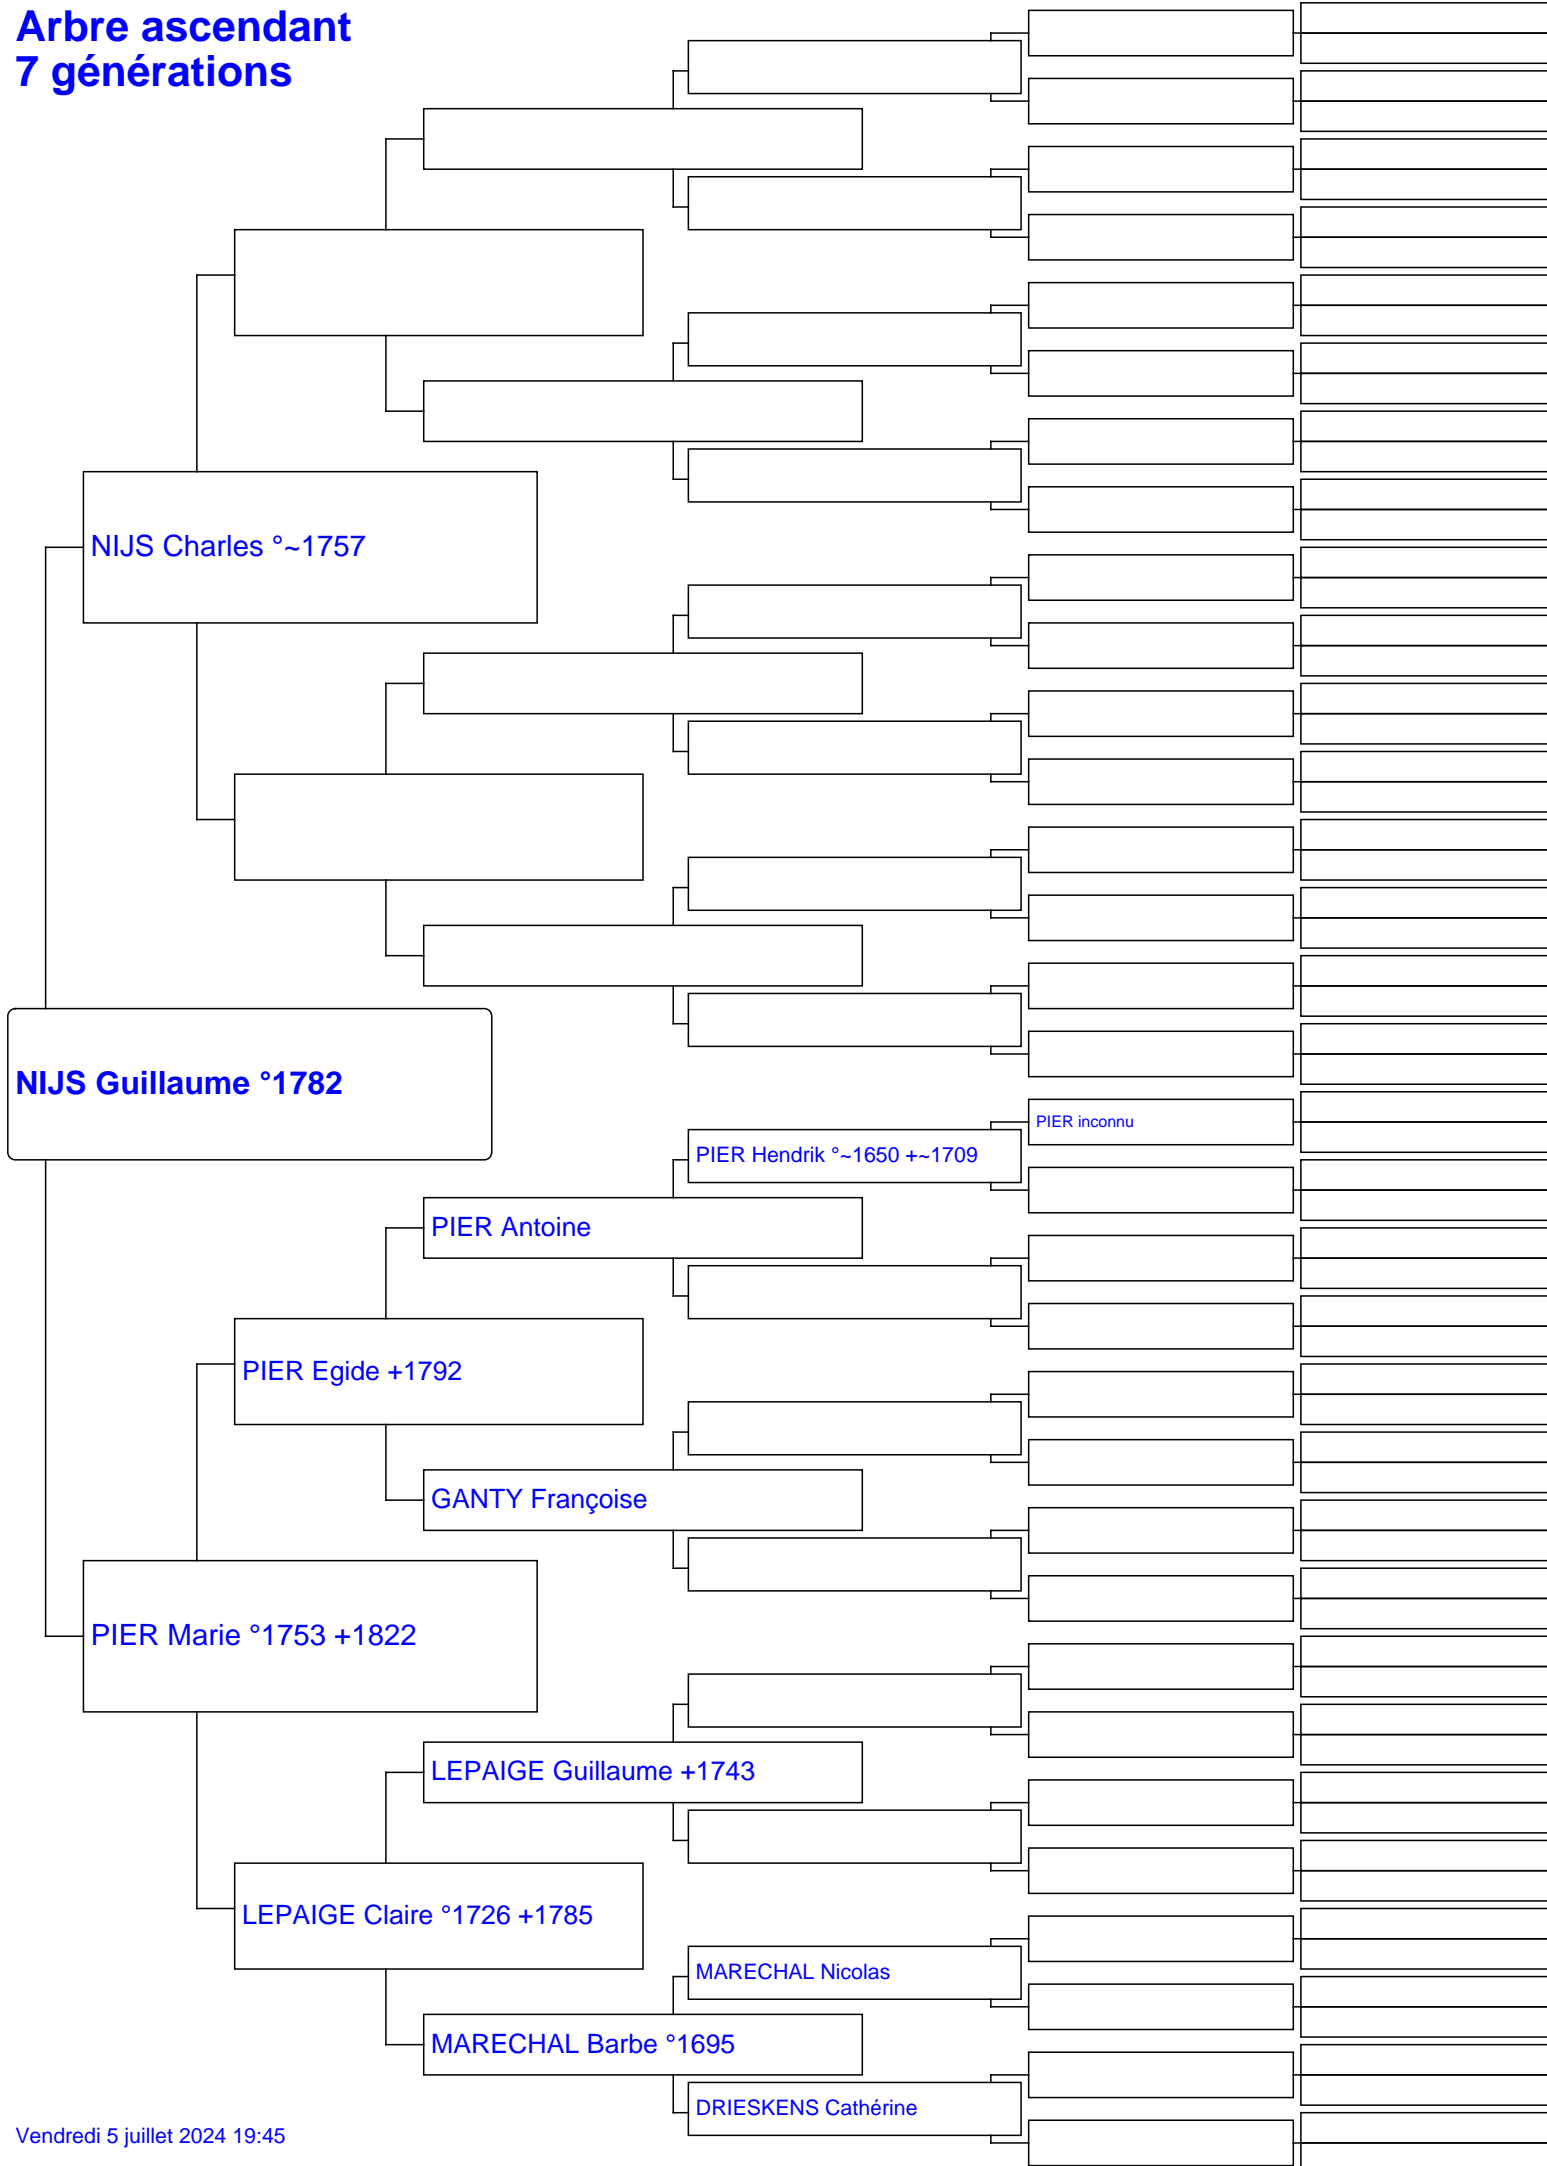 Arbre ascendant
7 générations
NIJS Charles °~1757
NIJS Guillaume °1782
PIER inconnu
PIER Hendrik °~1650 +~1709
PIER Antoine
PIER Egide +1792
GANTY Françoise
PIER Marie °1753 +1822
LEPAIGE Guillaume +1743
LEPAIGE Claire °1726 +1785
MARECHAL Nicolas
MARECHAL Barbe °1695
DRIESKENS Cathérine
Vendredi 5 juillet 2024 19:45